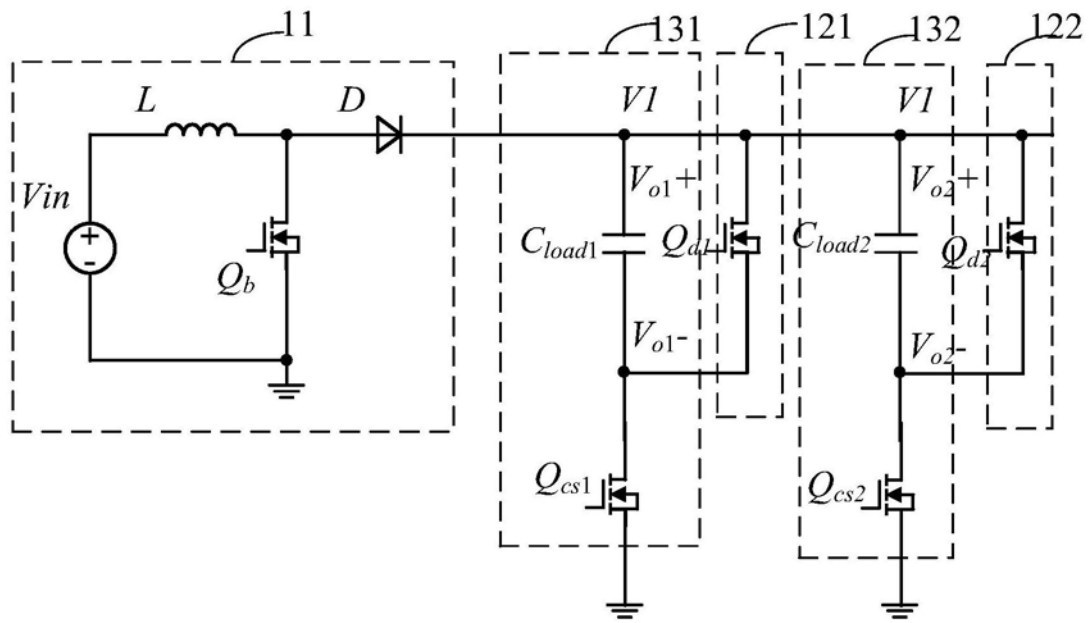 11
131
121
132
122
L
D
V1
V1
Vin
+
-
Vo1+
Vo2+
Cload1
Qd1
Cload2
Qd2
Qb
Vo1-
Vo2-
Qcs1
Qcs2